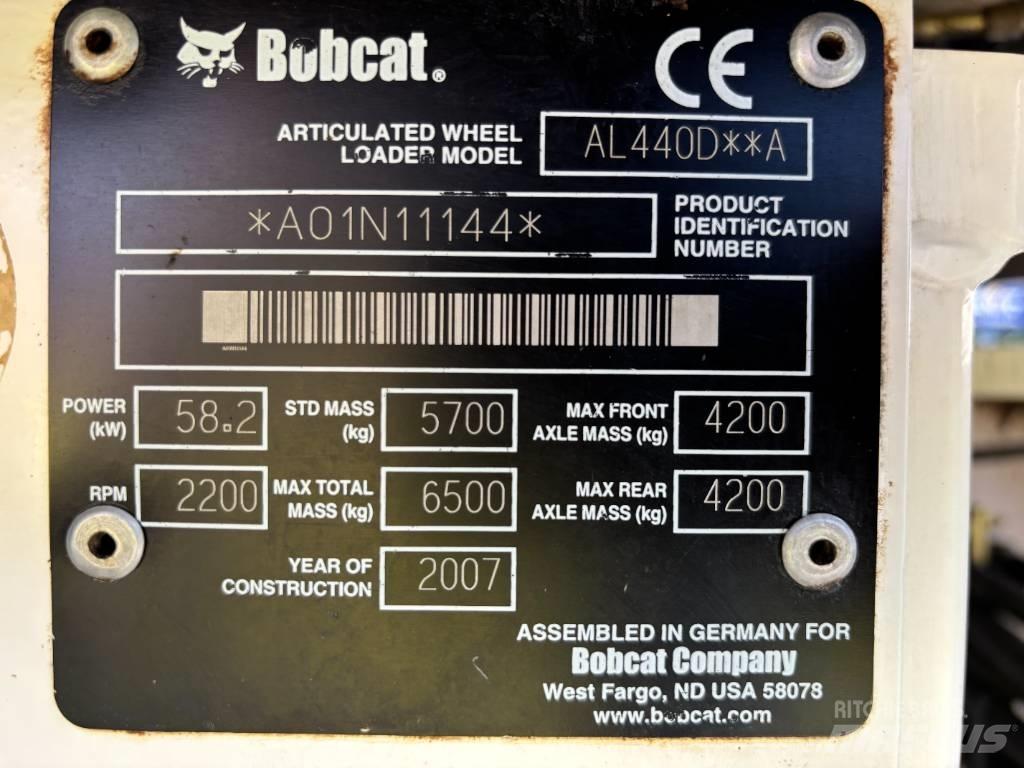 Bobcat®
CE
ARTICULATED WHEEL
LOADER MODEL
AL440D**A
*A01N11144*
PRODUCT
IDENTIFICATION
NUMBER
POWER
(kW)
58.2
STD MASS
(kg)
5700
MAX FRONT
AXLE MASS (kg)
4200
RPM
2200
MAX TOTAL
MASS (kg)
6500
MAX REAR
AXLE MASS (kg)
4200
YEAR OF
CONSTRUCTION
2007
ASSEMBLED IN GERMANY FOR
Bobcat Company
West Fargo, ND USA 58078
www.bobcat.com